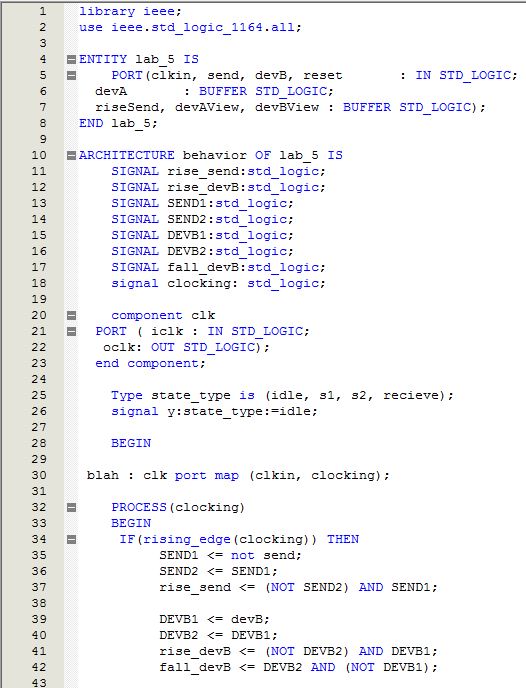 1 library ieee;
2 use ieee.std_logic_1164.all;
3
4 ENTITY lab_5 IS
5 PORT(clkin, send, devB, reset : IN STD_LOGIC;
6 devA : BUFFER STD_LOGIC;
7 riseSend, devAView, devBView : BUFFER STD_LOGIC);
8 END lab_5;
9
10 ARCHITECTURE behavior OF lab_5 IS
11 SIGNAL rise_send:std_logic;
12 SIGNAL rise_devB:std_logic;
13 SIGNAL SEND1:std_logic;
14 SIGNAL SEND2:std_logic;
15 SIGNAL DEVB1:std_logic;
16 SIGNAL DEVB2:std_logic;
17 SIGNAL fall_devB:std_logic;
18 signal clocking: std_logic;
19
20 component clk
21 PORT ( iclk : IN STD_LOGIC;
22 oclk: OUT STD_LOGIC);
23 end component;
24
25 Type state_type is (idle, s1, s2, recieve);
26 signal y:state_type:=idle;
27
28 BEGIN
29
30 blah : clk port map (clkin, clocking);
31
32 PROCESS(clocking)
33 BEGIN
34 IF(rising_edge(clocking)) THEN
35 SEND1 <= not send;
36 SEND2 <= SEND1;
37 rise_send <= (NOT SEND2) AND SEND1;
38
39 DEVB1 <= devB;
40 DEVB2 <= DEVB1;
41 rise_devB <= (NOT DEVB2) AND DEVB1;
42 fall_devB <= DEVB2 AND (NOT DEVB1);
43